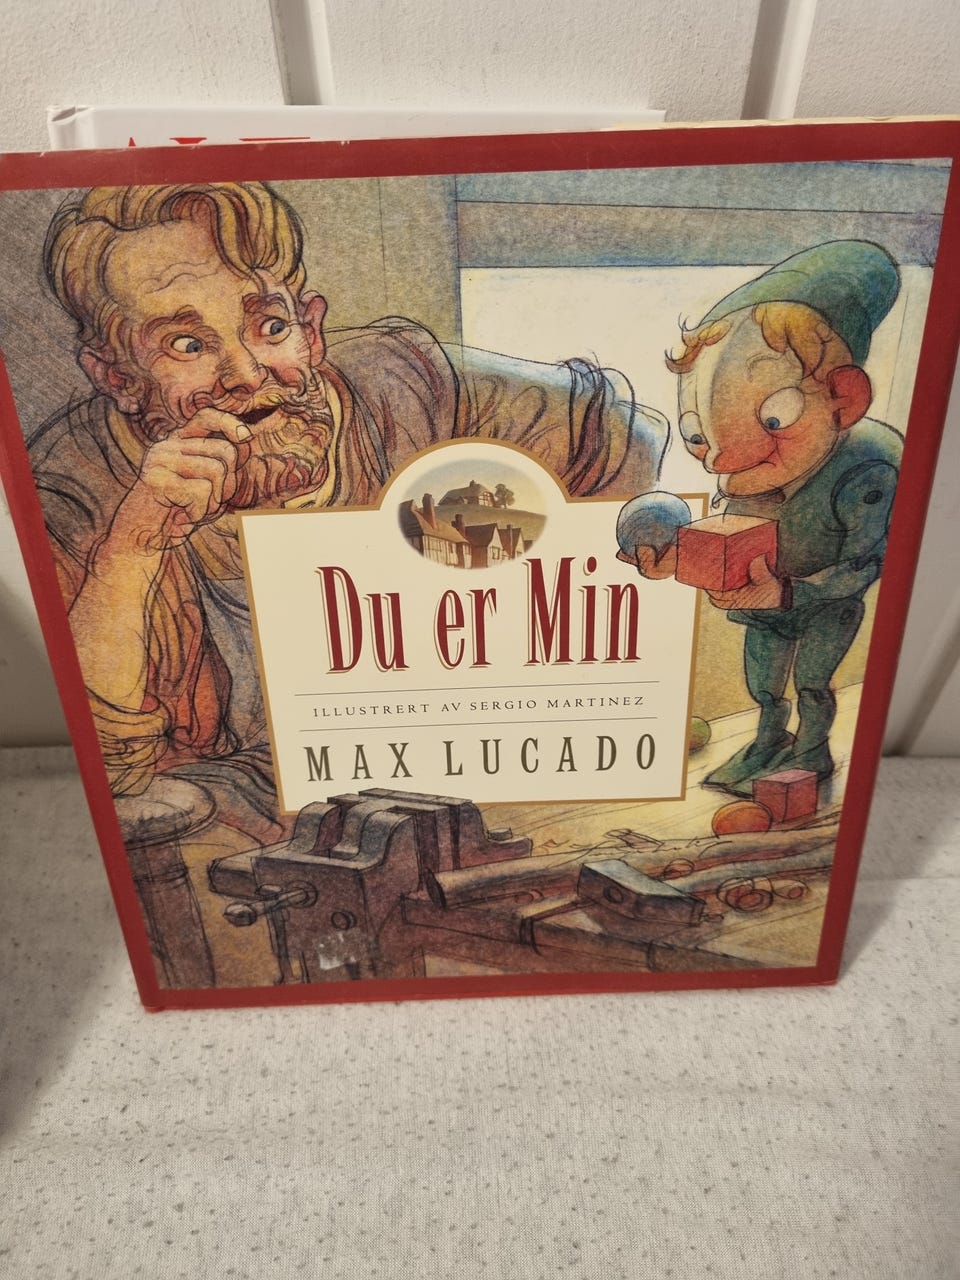 Du er Min
ILLUSTRERT AV SERGIO MARTINEZ
MAX LUCADO